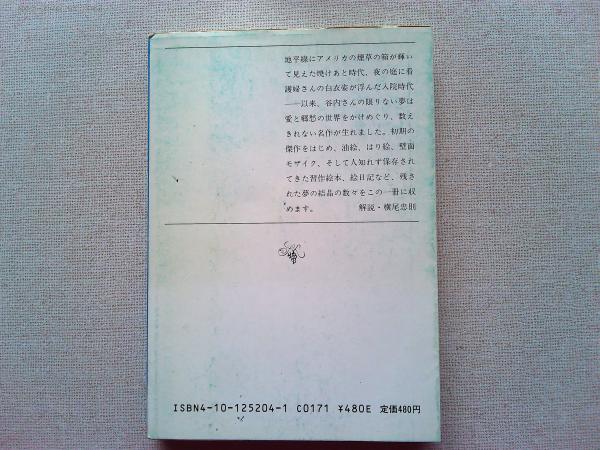 地平線にアメリカの煙草の箱が輝い
て見えた焼けあと時代、夜の庭に看
護婦さんの白衣姿が浮んだ入院時代
――以来、谷内さんの限りない夢は
愛と郷愁の世界をかけめぐり、数え
きれない名作が生れました。初期の
傑作をはじめ、油絵、はり絵、壁面
モザイク、そして人知れず保存され
てきた習作絵本、絵日記など、残さ
れた夢の結晶の数々をこの一冊に収
めます。　　　　解説・横尾忠則
ISBN4-10-125204-1 C0171 ¥480E 定価480円